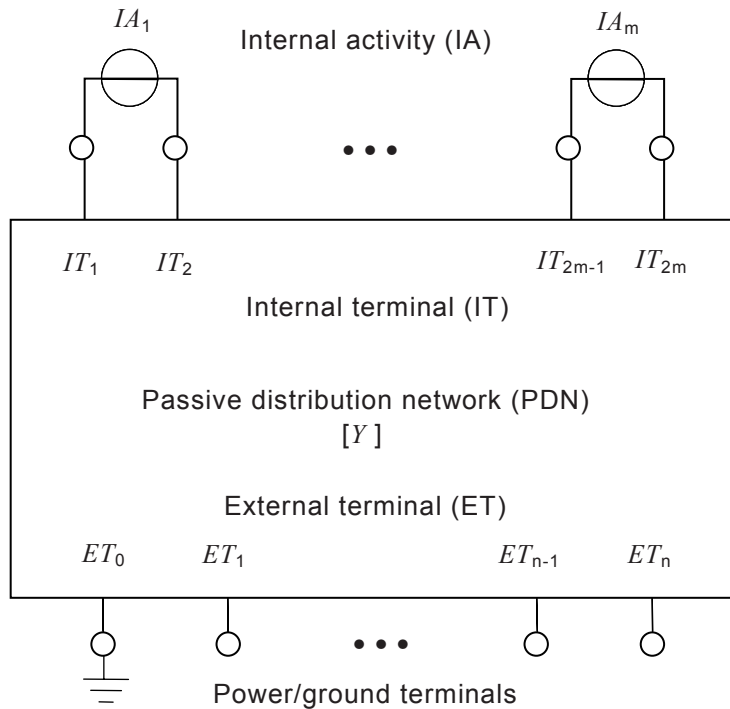 IA₁ Internal activity (IA) IAₘ
•••
IT₁ IT₂ IT₂ₘ₋₁ IT₂ₘ
Internal terminal (IT)
Passive distribution network (PDN)
[Y ]
External terminal (ET)
ET₀ ET₁ ETₙ₋₁ ETₙ
•••
Power/ground terminals